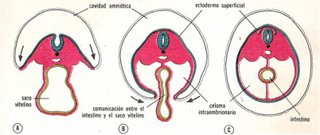 cavidad amniótica
ectodermo superficial
saco
vitelino
comunicación entre el
intestino y el saco vitelino
celoma
intraembrionario
intestino
A
B
C